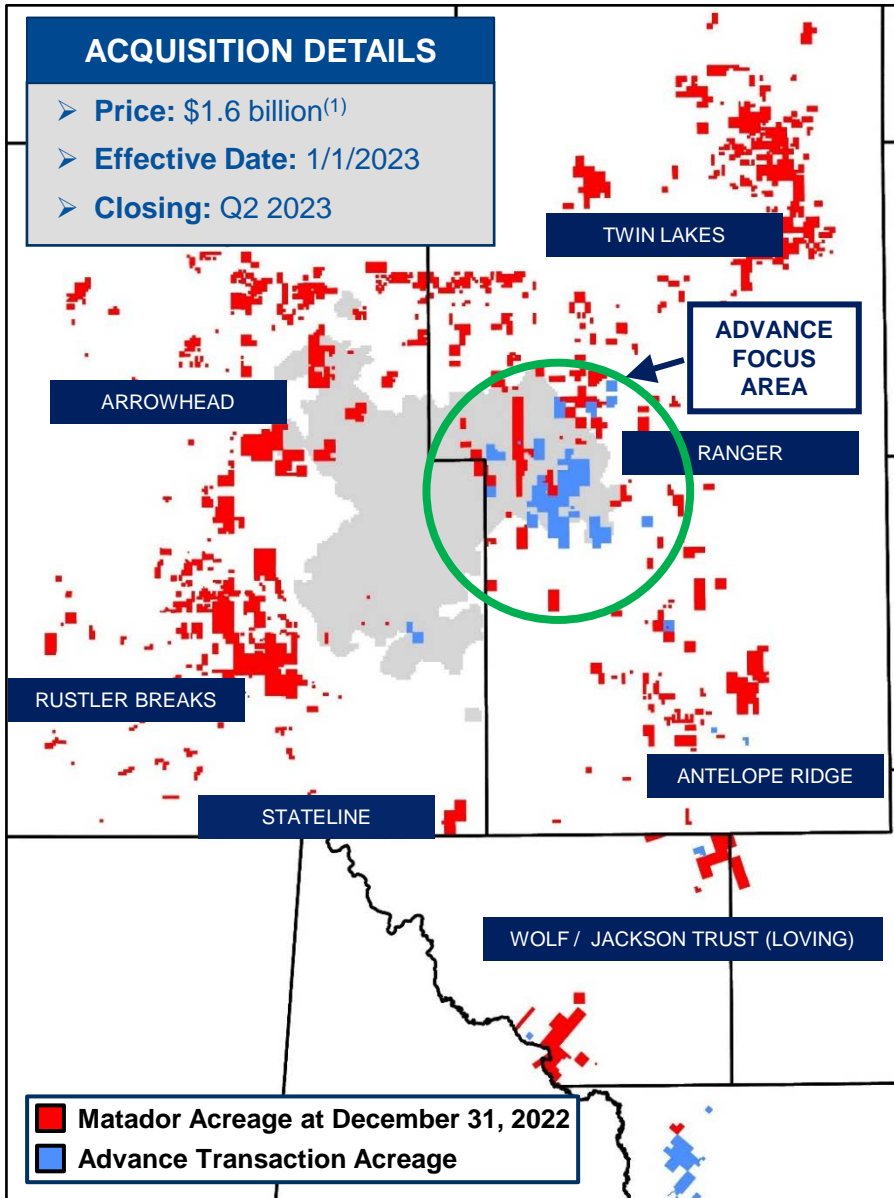 ACQUISITION DETAILS
➢ Price: $1.6 billion(1)
➢ Effective Date: 1/1/2023
➢ Closing: Q2 2023
TWIN LAKES
ADVANCE
FOCUS
AREA
ARROWHEAD
RANGER
RUSTLER BREAKS
ANTELOPE RIDGE
STATELINE
WOLF / JACKSON TRUST (LOVING)
Matador Acreage at December 31, 2022
Advance Transaction Acreage